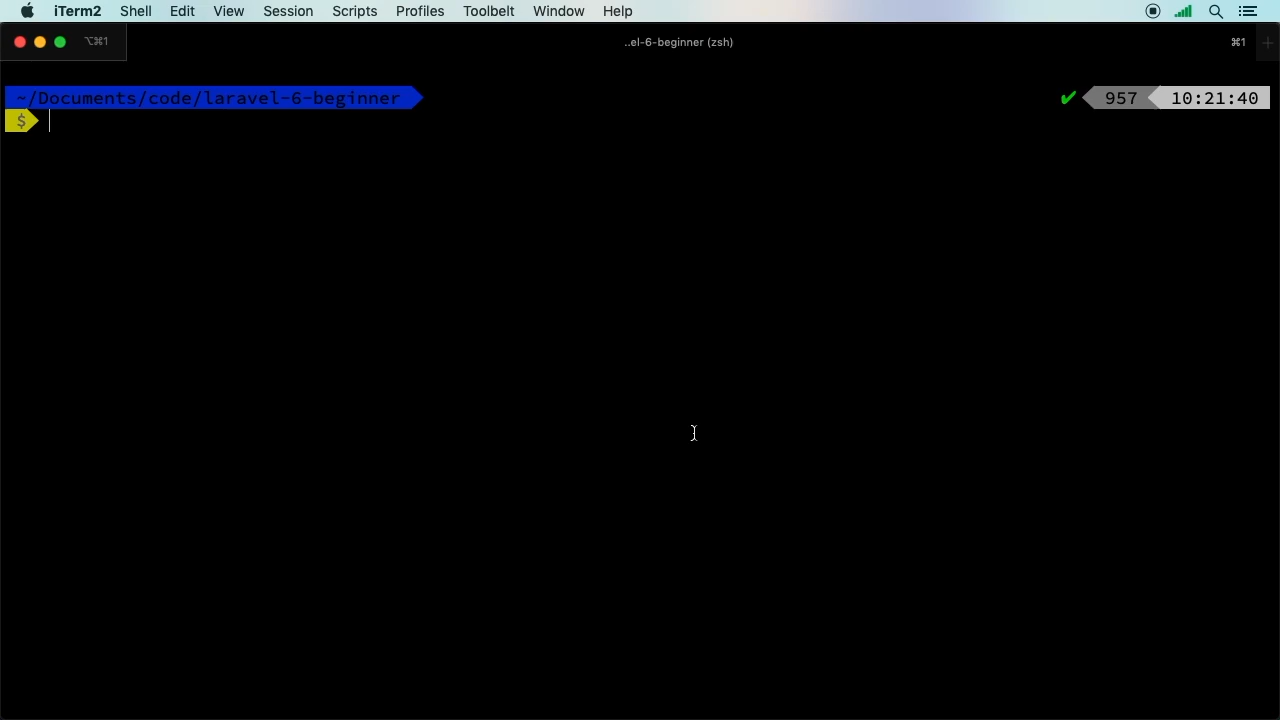 iTerm2 Shell Edit View Session Scripts Profiles Toolbelt Window Help
⌥⌘1 ..el-6-beginner (zsh) ⌘1 +
~/Documents/code/laravel-6-beginner ✔ 957 10:21:40
$